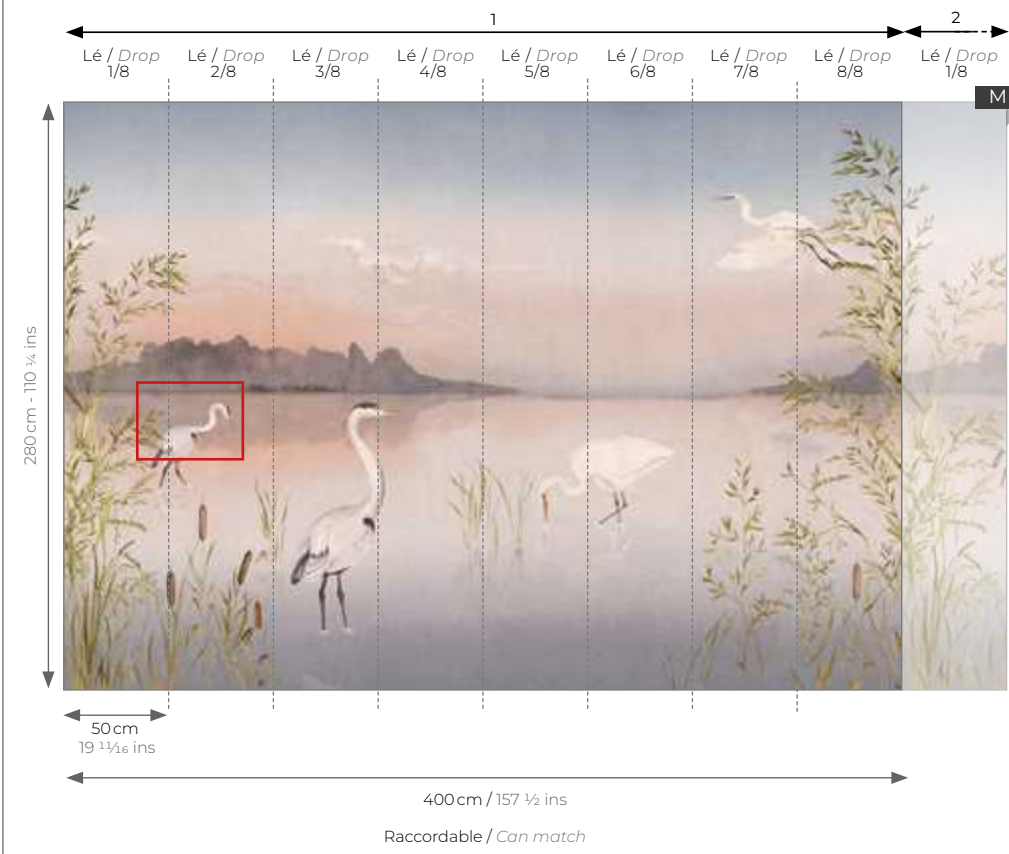 1
2
Lé / Drop
1/8
Lé / Drop
2/8
Lé / Drop
3/8
Lé / Drop
4/8
Lé / Drop
5/8
Lé / Drop
6/8
Lé / Drop
7/8
Lé / Drop
8/8
Lé / Drop
1/8
M
280 cm - 110 ¼ ins
50 cm
19 ¹¹⁄₁₆ ins
400 cm / 157 ½ ins
Raccordable / Can match